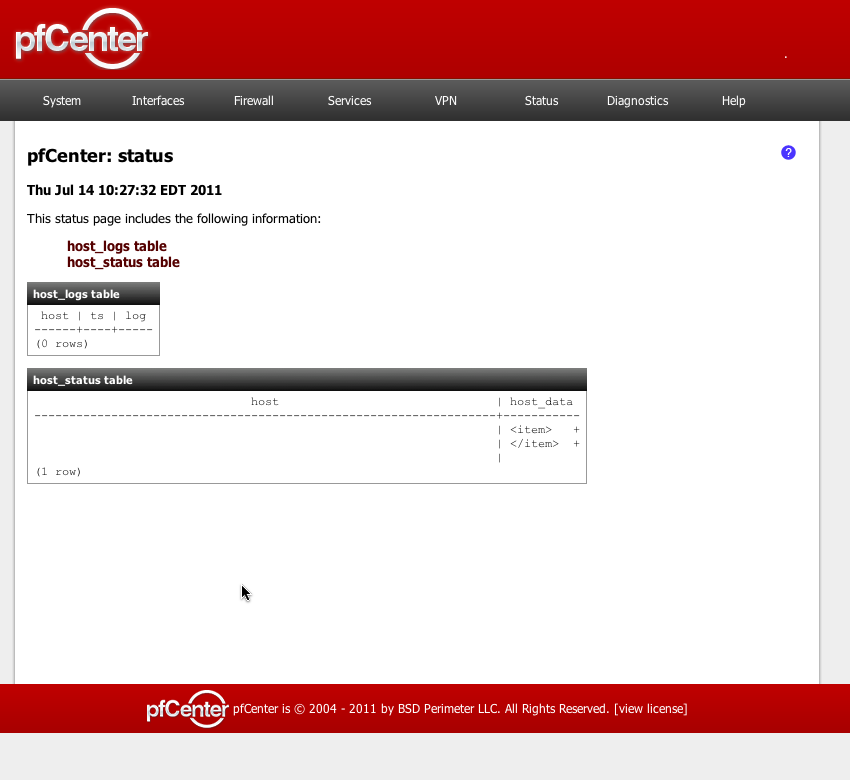 pfCenter
.
System Interfaces Firewall Services VPN Status Diagnostics Help
pfCenter: status
?
Thu Jul 14 10:27:32 EDT 2011
This status page includes the following information:
host_logs table
host_status table
host_logs table
 host | ts | log
------+----+-----
(0 rows)
host_status table
                               host                               | host_data
------------------------------------------------------------------+-----------
                                                                  | <item>   +
                                                                  | </item>  +
                                                                  |
(1 row)
pfCenter pfCenter is © 2004 - 2011 by BSD Perimeter LLC. All Rights Reserved. [view license]